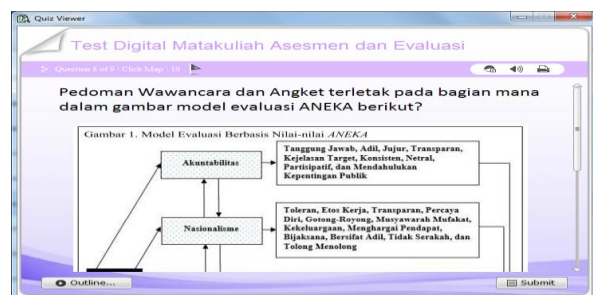 Quiz Viewer
Test Digital Matakuliah Asesmen dan Evaluasi
Question 8 of 9 \ Click Map \ 10
Pedoman Wawancara dan Angket terletak pada bagian mana
dalam gambar model evaluasi ANEKA berikut?
Gambar 1. Model Evaluasi Berbasis Nilai-nilai ANEKA
Akuntabilitas
Tanggung Jawab, Adil, Jujur, Transparan,
Kejelasan Target, Konsisten, Netral,
Partisipatif, dan Mendahulukan
Kepentingan Publik
Nasionalisme
Toleran, Etos Kerja, Transparan, Percaya
Diri, Gotong-Royong, Musyawarah Mufakat,
Kekeluargaan, Menghargai Pendapat,
Bijaksana, Bersifat Adil, Tidak Serakah, dan
Tolong Menolong
Outline...
Submit